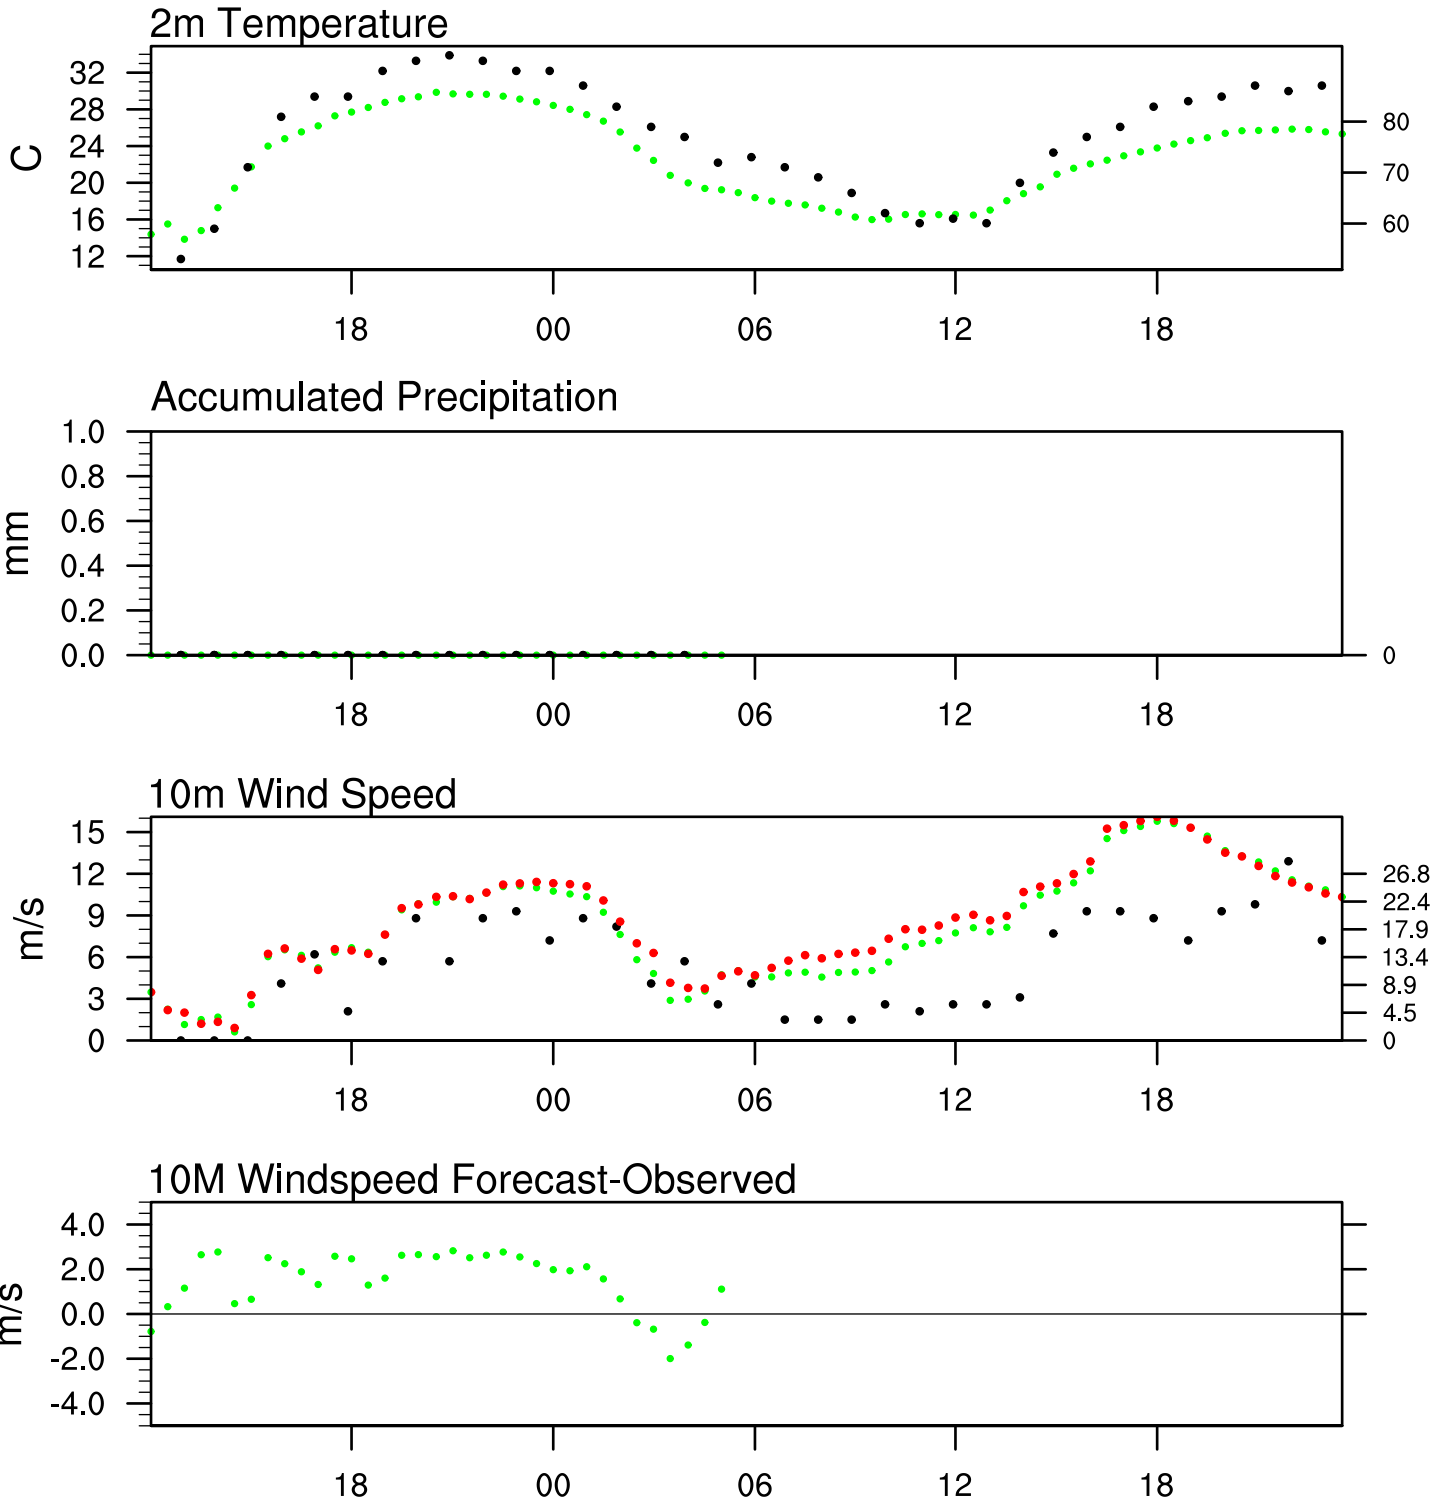 2m Temperature
32
28
24
20
16
12
C
80
70
60
18 00 06 12 18
Accumulated Precipitation
1.0
0.8
0.6
0.4
0.2
0.0
mm
0
18 00 06 12 18
10m Wind Speed
15
12
9
6
3
0
m/s
26.8
22.4
17.9
13.4
8.9
4.5
0
18 00 06 12 18
10M Windspeed Forecast-Observed
4.0
2.0
0.0
-2.0
-4.0
m/s
18 00 06 12 18